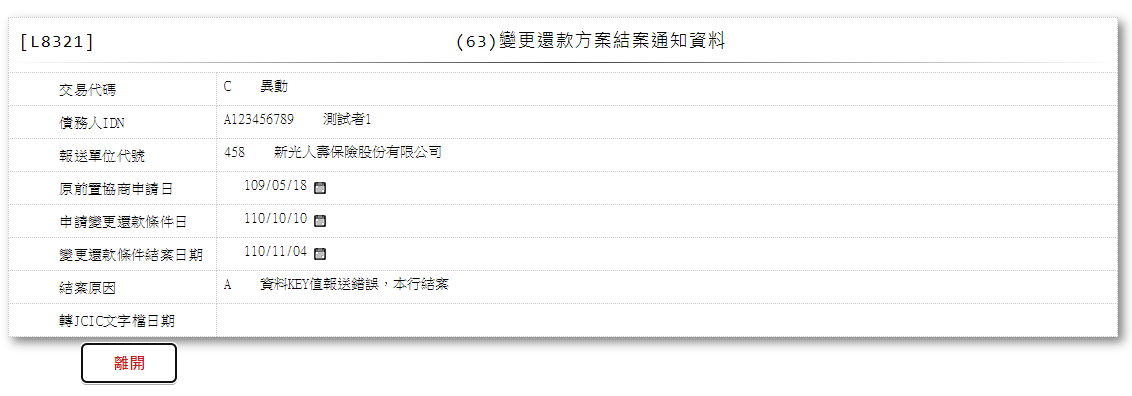 [L8321] (63)變更還款方案結案通知資料
交易代碼 C 異動
債務人IDN A123456789 測試者1
報送單位代號 458 新光人壽保險股份有限公司
原前置協商申請日 109/05/18
申請變更還款條件日 110/10/10
變更還款條件結案日期 110/11/04
結案原因 A 資料KEY值報送錯誤，本行結案
轉JCIC文字檔日期
離開